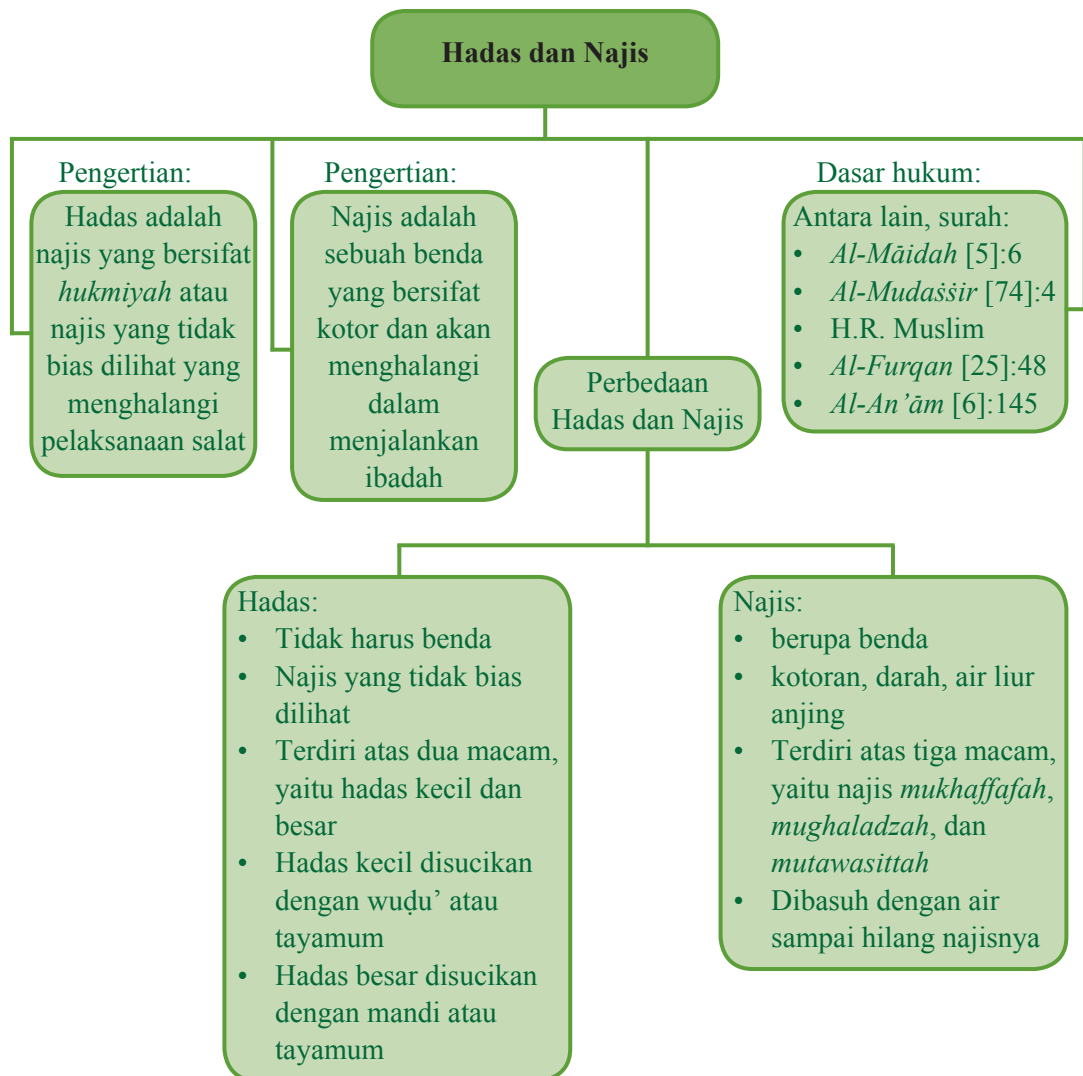 Hadas dan Najis
Pengertian:
Hadas adalah
najis yang bersifat
hukmiyah atau
najis yang tidak
bias dilihat yang
menghalangi
pelaksanaan salat
Pengertian:
Najis adalah
sebuah benda
yang bersifat
kotor dan akan
menghalangi
dalam
menjalankan
ibadah
Perbedaan
Hadas dan Najis
Dasar hukum:
Antara lain, surah:
• Al-Māidah [5]:6
• Al-Mudaṡṡir [74]:4
• H.R. Muslim
• Al-Furqan [25]:48
• Al-An’ām [6]:145
Hadas:
• Tidak harus benda
• Najis yang tidak bias
dilihat
• Terdiri atas dua macam,
yaitu hadas kecil dan
besar
• Hadas kecil disucikan
dengan wuḍu’ atau
tayamum
• Hadas besar disucikan
dengan mandi atau
tayamum
Najis:
• berupa benda
• kotoran, darah, air liur
anjing
• Terdiri atas tiga macam,
yaitu najis mukhaffafah,
mughaladzah, dan
mutawasittah
• Dibasuh dengan air
sampai hilang najisnya